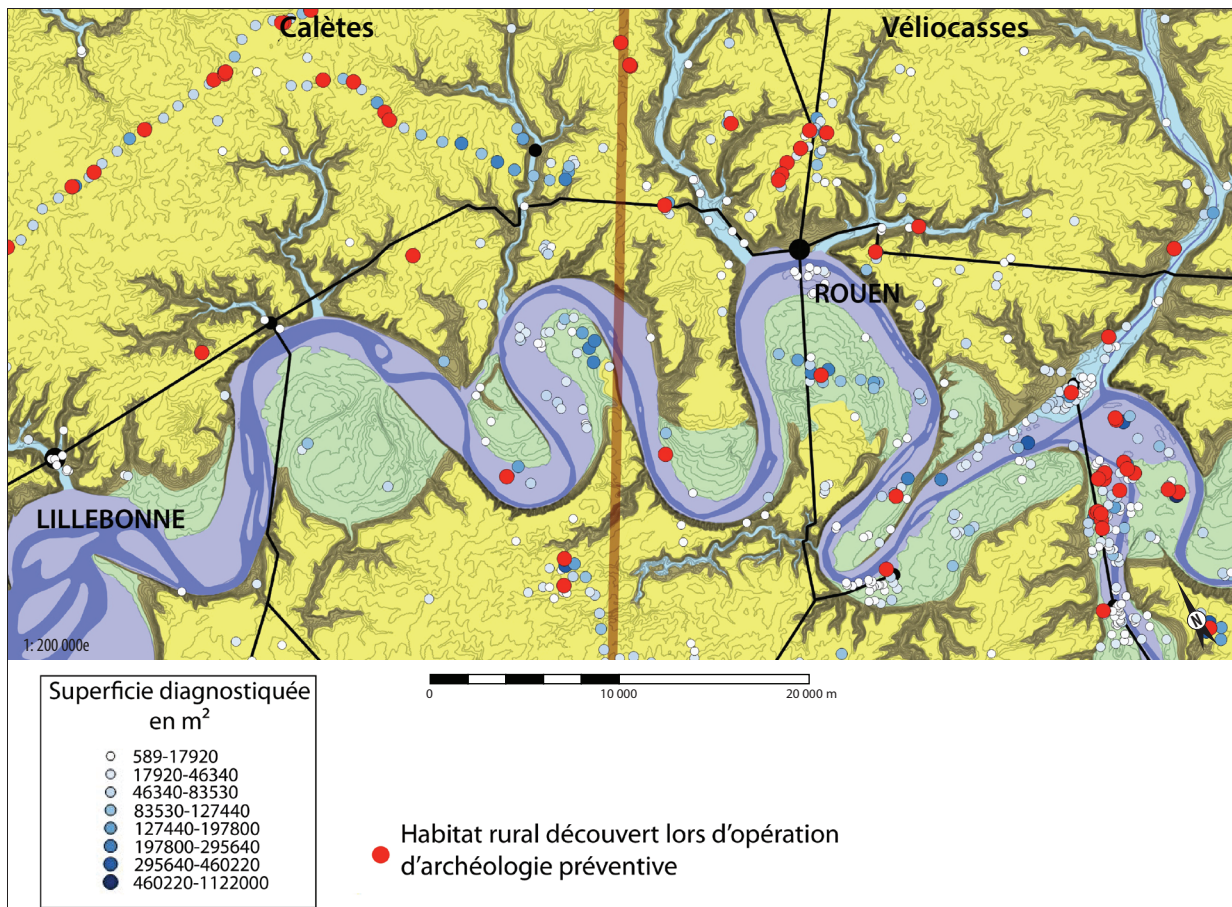 Calètes
Véliocasses
ROUEN
LILLEBONNE
N
1: 200 000e
Superficie diagnostiquée
en m²
589-17920
17920-46340
46340-83530
83530-127440
127440-197800
197800-295640
295640-460220
460220-1122000
0 10 000 20 000 m
Habitat rural découvert lors d’opération
d’archéologie préventive